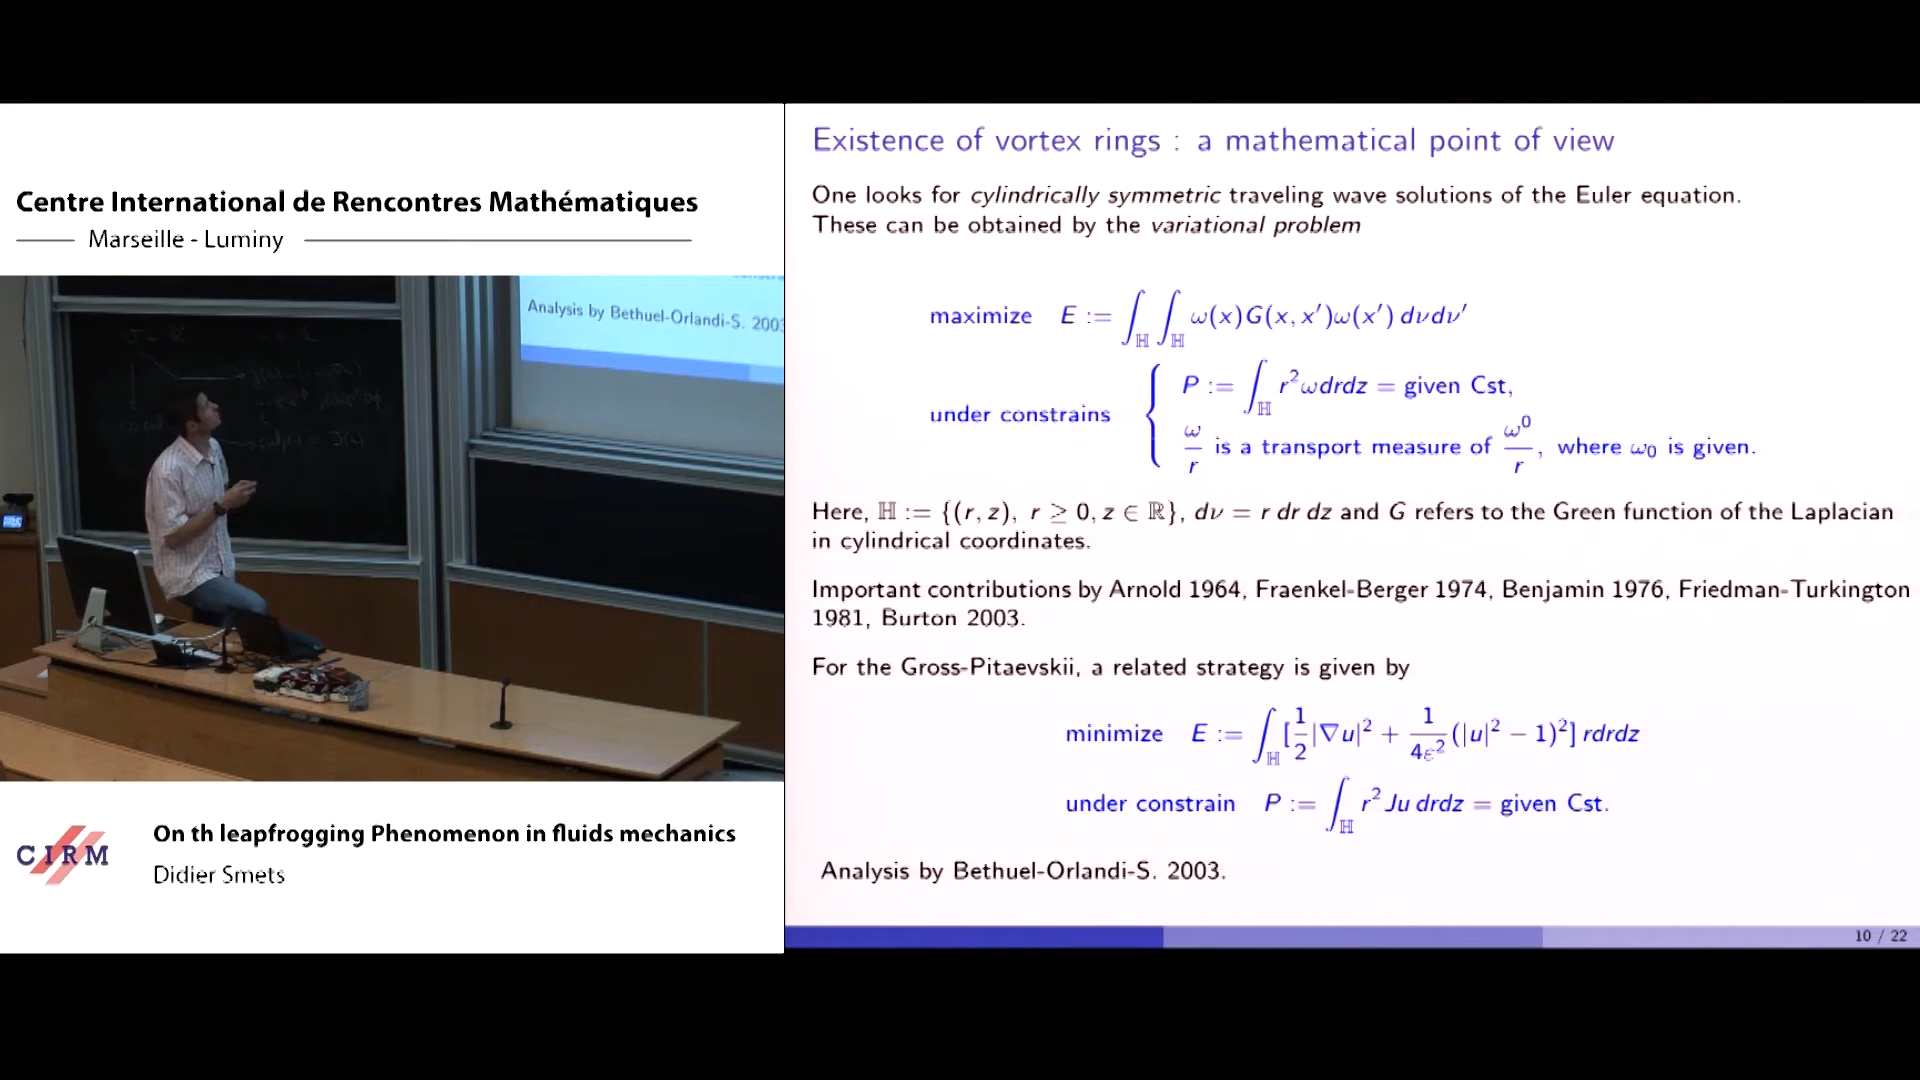 Centre International de Rencontres Mathématiques
Marseille - Luminy
Analysis by Bethuel-Orlandi-S. 2003
CIRM
On th leapfrogging Phenomenon in fluids mechanics
Didier Smets
Existence of vortex rings : a mathematical point of view
One looks for cylindrically symmetric traveling wave solutions of the Euler equation.
These can be obtained by the variational problem
maximize E := ∫_ℍ ∫_ℍ ω(x)G(x, x′)ω(x′) dνdν′
under constrains { P := ∫_ℍ r²ωdrdz = given Cst,
ω/r is a transport measure of ω⁰/r, where ω₀ is given.
Here, ℍ := {(r, z), r ≥ 0, z ∈ ℝ}, dν = r dr dz and G refers to the Green function of the Laplacian
in cylindrical coordinates.
Important contributions by Arnold 1964, Fraenkel-Berger 1974, Benjamin 1976, Friedman-Turkington
1981, Burton 2003.
For the Gross-Pitaevskii, a related strategy is given by
minimize E := ∫_ℍ [1/2|∇u|² + 1/4ε²(|u|² − 1)²] rdrdz
under constrain P := ∫_ℍ r² Ju drdz = given Cst.
Analysis by Bethuel-Orlandi-S. 2003.
10 / 22